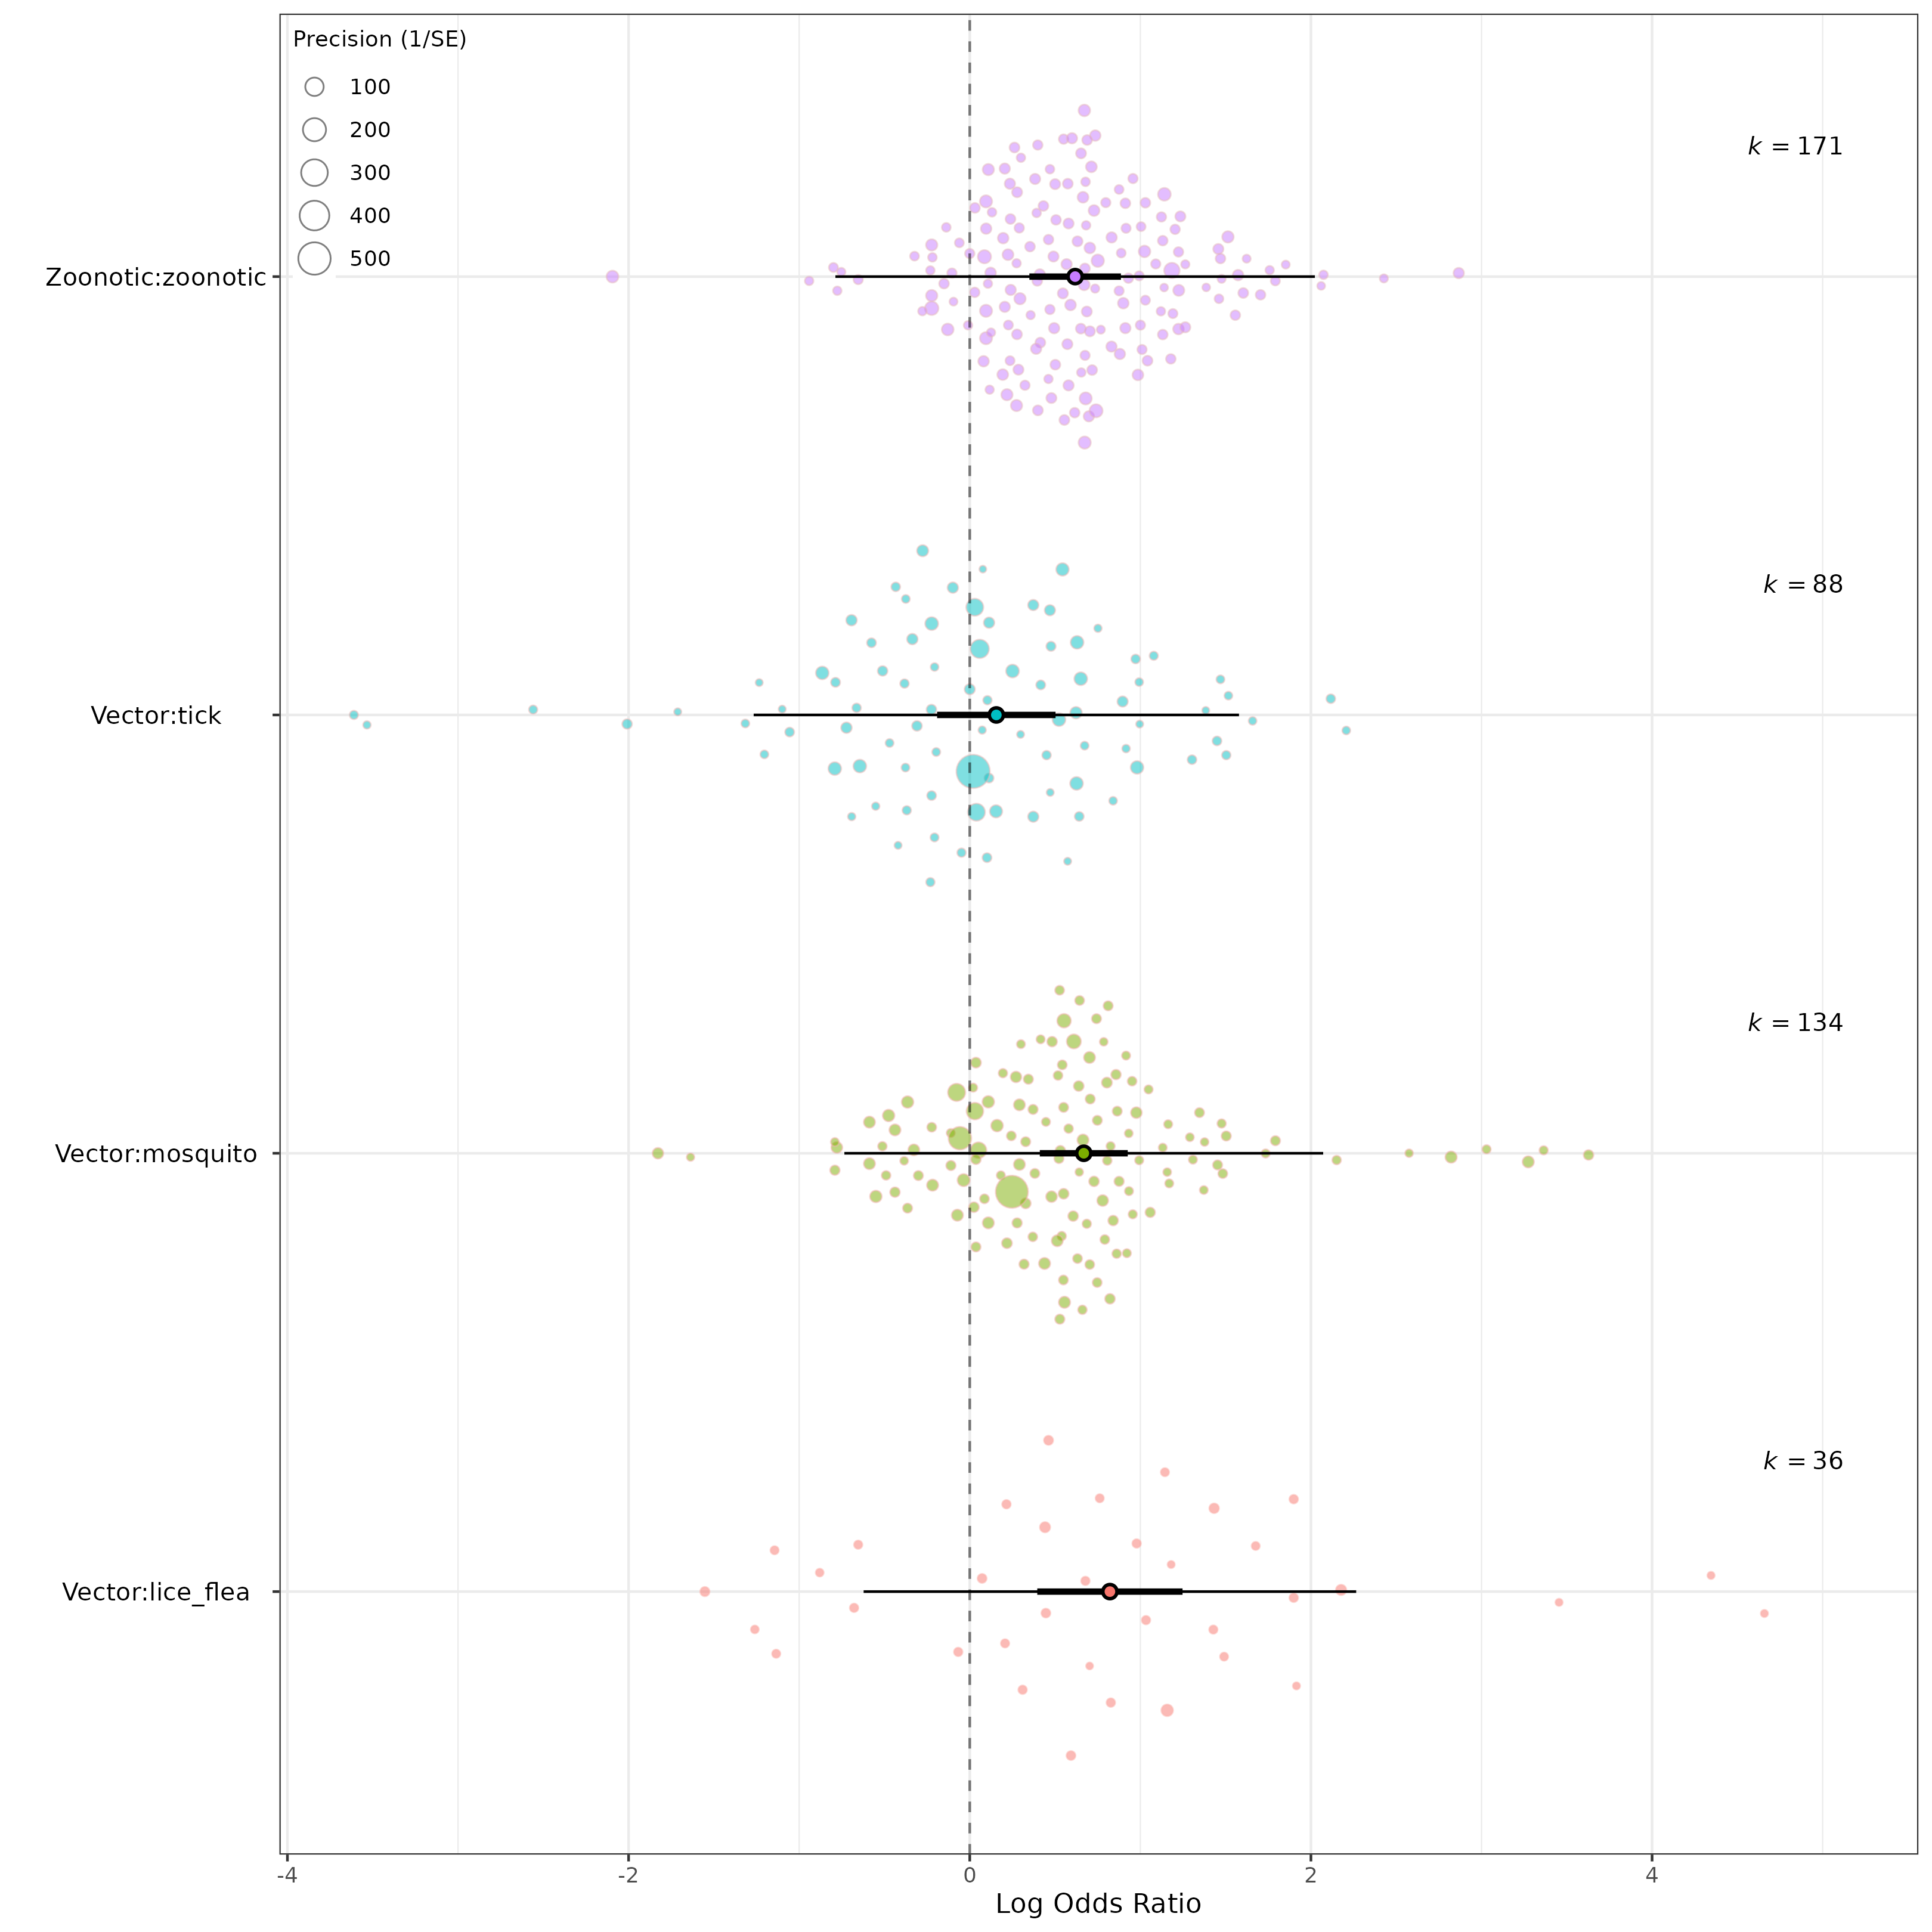 Precision (1/SE)
100
200
300
400
500
k = 171
Zoonotic:zoonotic
k = 88
Vector:tick
k = 134
Vector:mosquito
k = 36
Vector:lice_flea
-4 -2 0 2 4
Log Odds Ratio